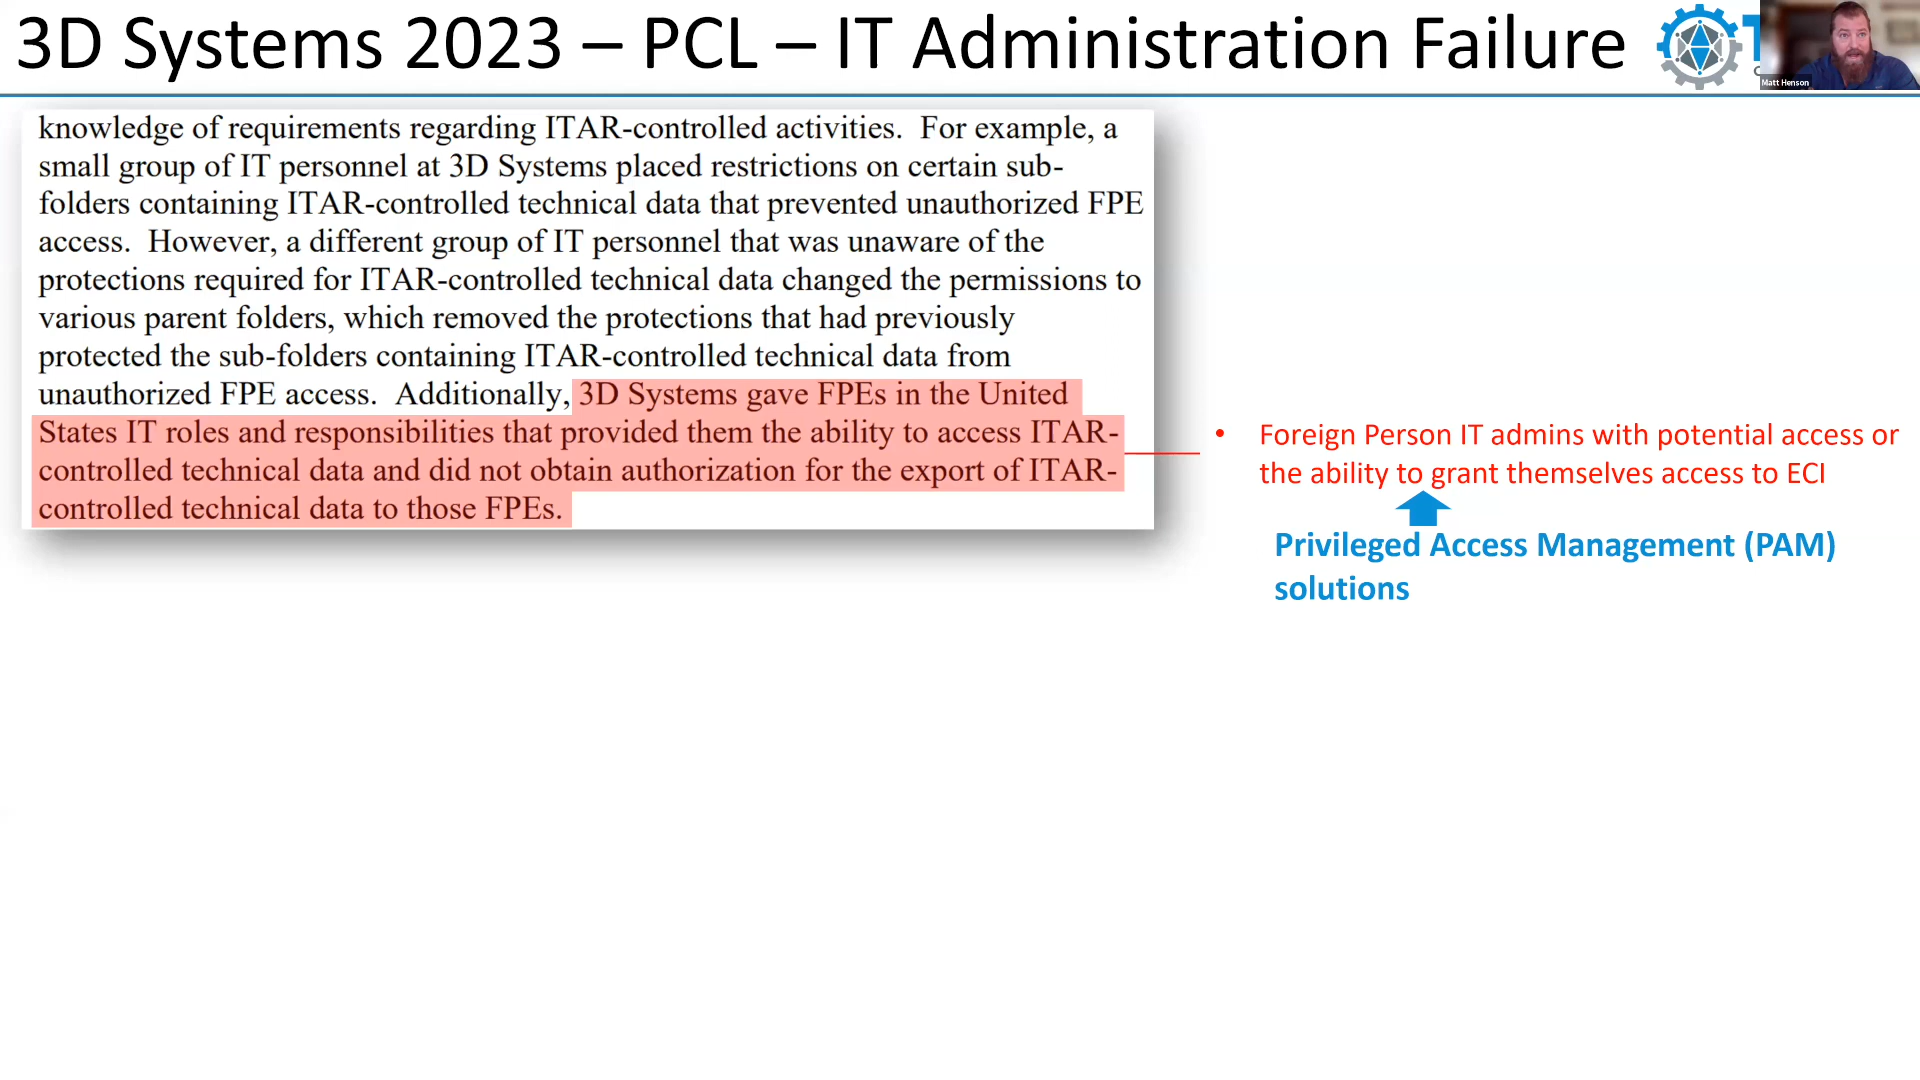 3D Systems 2023 – PCL – IT Administration Failure
Matt Henson
knowledge of requirements regarding ITAR-controlled activities.  For example, a
small group of IT personnel at 3D Systems placed restrictions on certain sub-
folders containing ITAR-controlled technical data that prevented unauthorized FPE
access.  However, a different group of IT personnel that was unaware of the
protections required for ITAR-controlled technical data changed the permissions to
various parent folders, which removed the protections that had previously
protected the sub-folders containing ITAR-controlled technical data from
unauthorized FPE access.  Additionally, 3D Systems gave FPEs in the United
States IT roles and responsibilities that provided them the ability to access ITAR-
controlled technical data and did not obtain authorization for the export of ITAR-
controlled technical data to those FPEs.
• Foreign Person IT admins with potential access or
the ability to grant themselves access to ECI
Privileged Access Management (PAM)
solutions